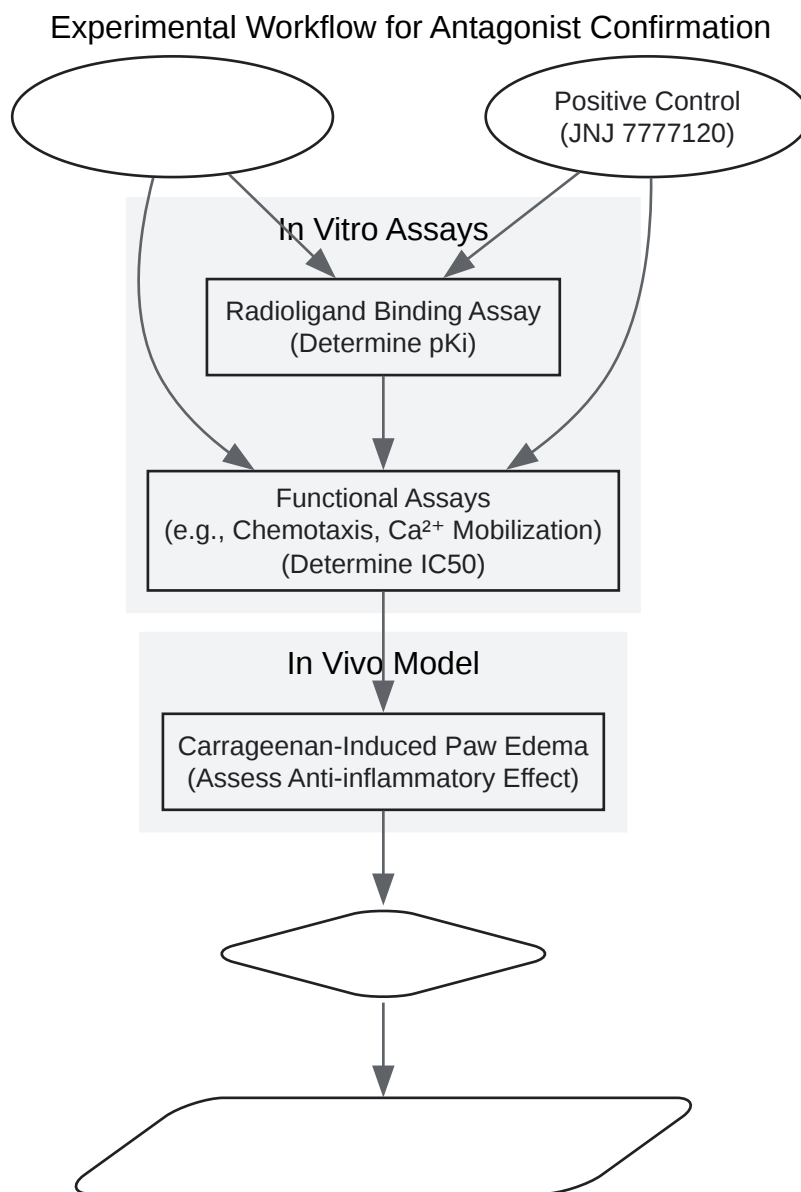 Experimental Workflow for Antagonist Confirmation
Positive Control
(JNJ 7777120)
In Vitro Assays
Radioligand Binding Assay
(Determine pKi)
Functional Assays
(e.g., Chemotaxis, Ca²⁺ Mobilization)
(Determine IC50)
In Vivo Model
Carrageenan-Induced Paw Edema
(Assess Anti-inflammatory Effect)